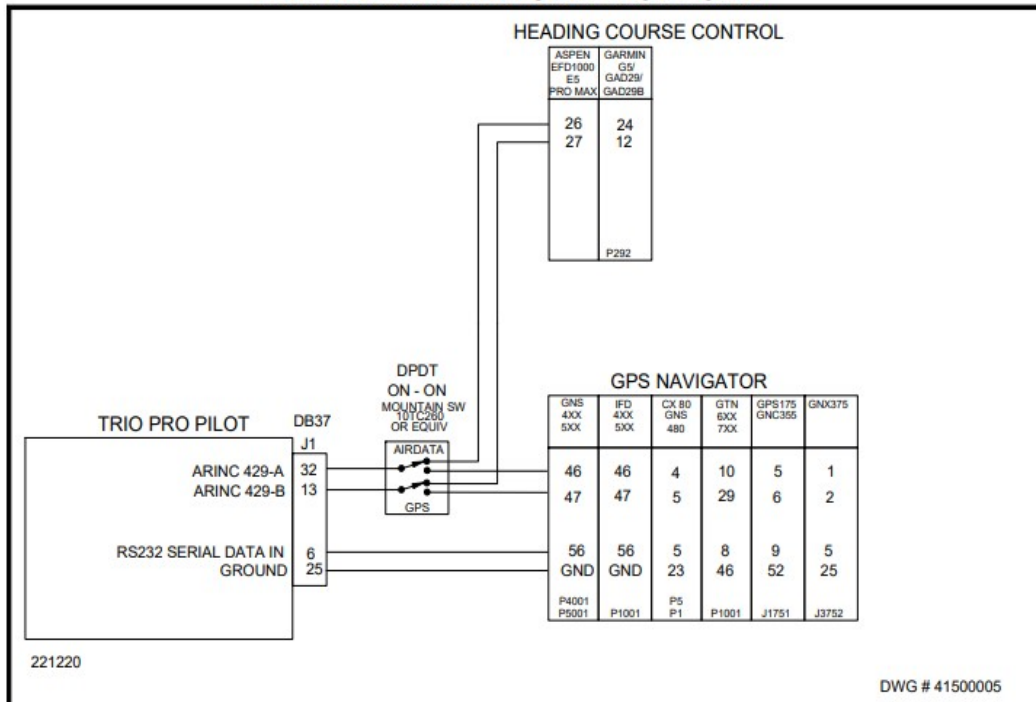 HEADING COURSE CONTROL
ASPEN
EFD1000
E5
PRO MAX
GARMIN
G5/
GAD29/
GAD29B
26 24
27 12
P292
DPDT
ON - ON
MOUNTAIN SW
10TC260
OR EQUIV
AIRDATA
GPS
TRIO PRO PILOT
DB37
J1
ARINC 429-A 32
ARINC 429-B 13
RS232 SERIAL DATA IN 6
GROUND 25
GPS NAVIGATOR
GNS
4XX
5XX
IFD
4XX
5XX
CX 80
GNS
480
GTN
6XX
7XX
GPS175
GNC355
GNX375
46 46 4 10 5 1
47 47 5 29 6 2
56 56 5 8 9 5
GND GND 23 46 52 25
P4001
P5001
P1001
P5
P1
P1001
J1751
J3752
221220
DWG # 41500005